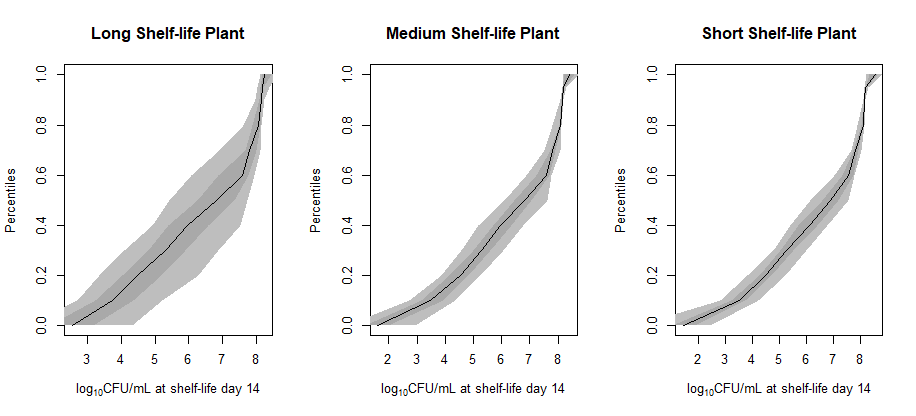 Long Shelf-life Plant
Percentiles
1.0
0.8
0.6
0.4
0.2
0.0
3 4 5 6 7 8
log10CFU/mL at shelf-life day 14
Medium Shelf-life Plant
Percentiles
1.0
0.8
0.6
0.4
0.2
0.0
2 3 4 5 6 7 8
log10CFU/mL at shelf-life day 14
Short Shelf-life Plant
Percentiles
1.0
0.8
0.6
0.4
0.2
0.0
2 3 4 5 6 7 8
log10CFU/mL at shelf-life day 14